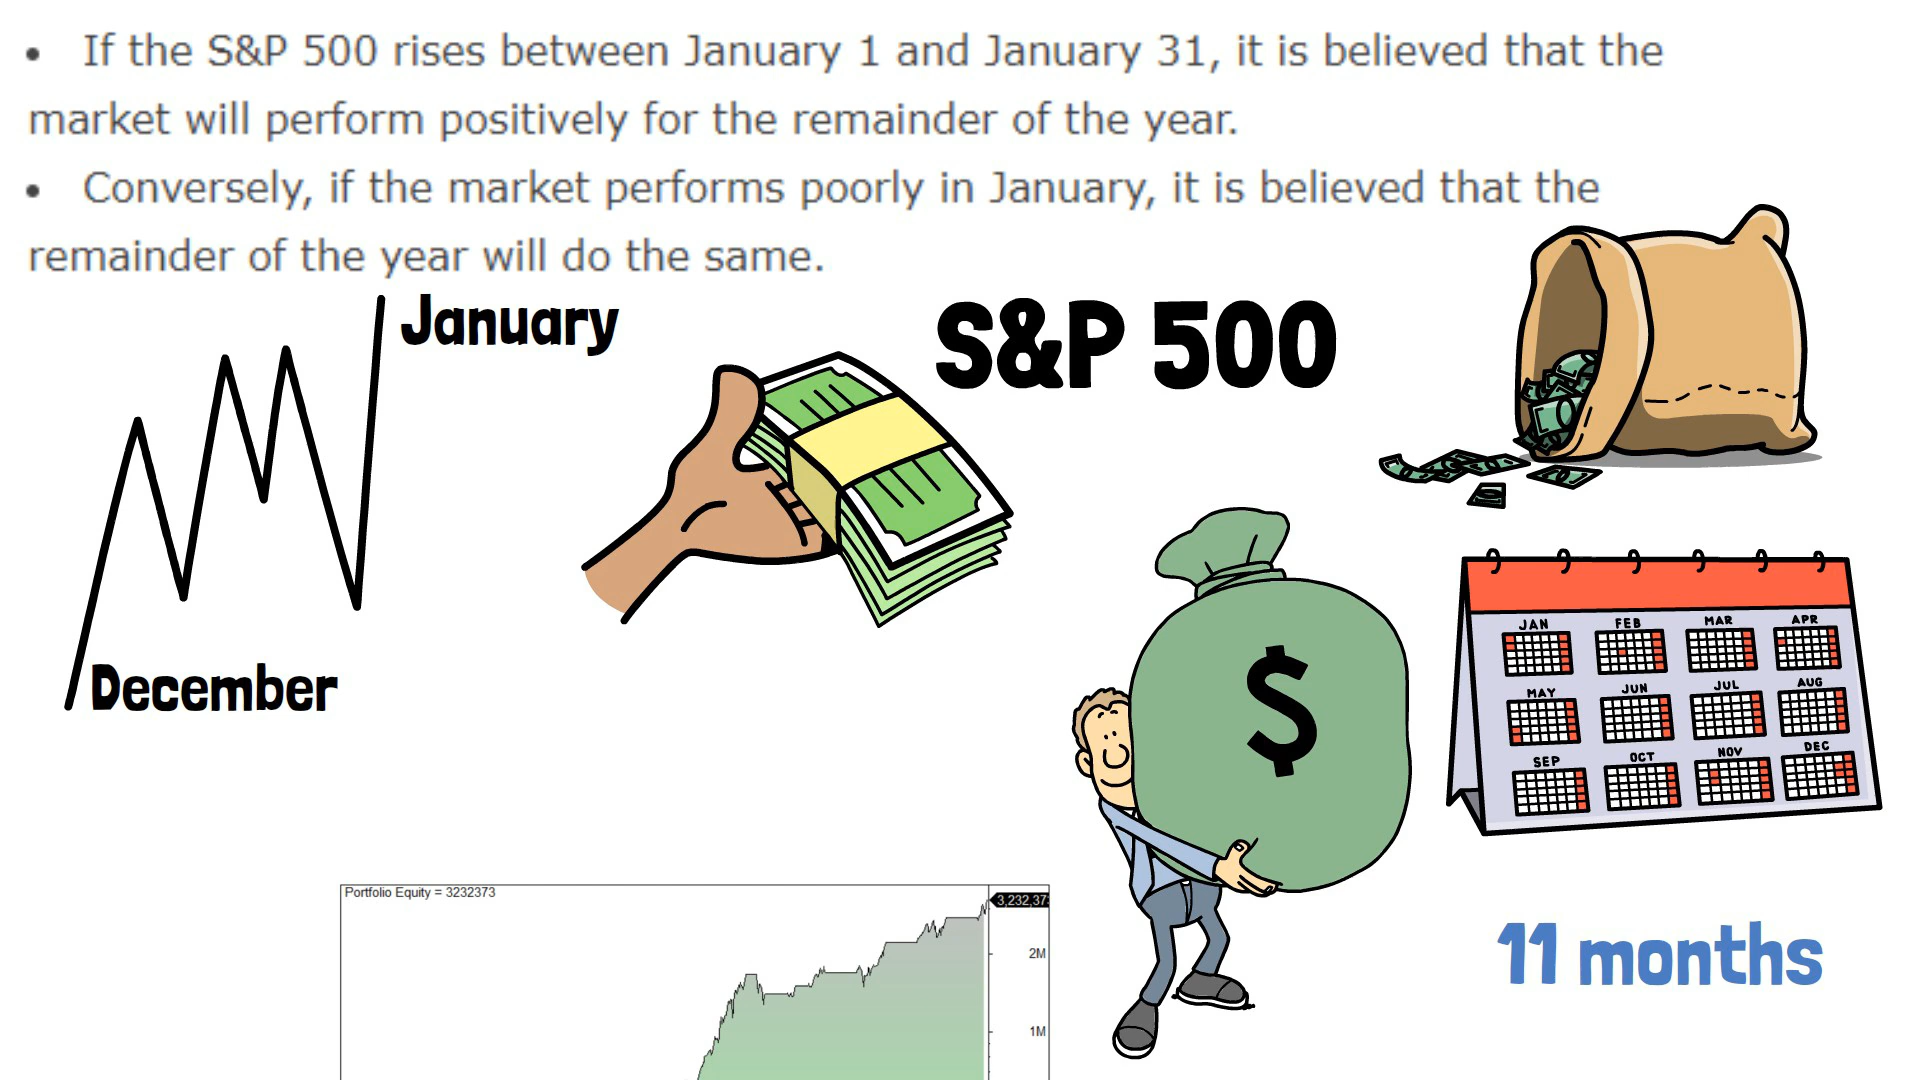 • If the S&P 500 rises between January 1 and January 31, it is believed that the
market will perform positively for the remainder of the year.
• Conversely, if the market performs poorly in January, it is believed that the
remainder of the year will do the same.
January
S&P 500
December
$
JAN FEB MAR APR
MAY JUN JUL AUG
SEP OCT NOV DEC
Portfolio Equity = 3232373
3,232,373
2M
1M
11 months